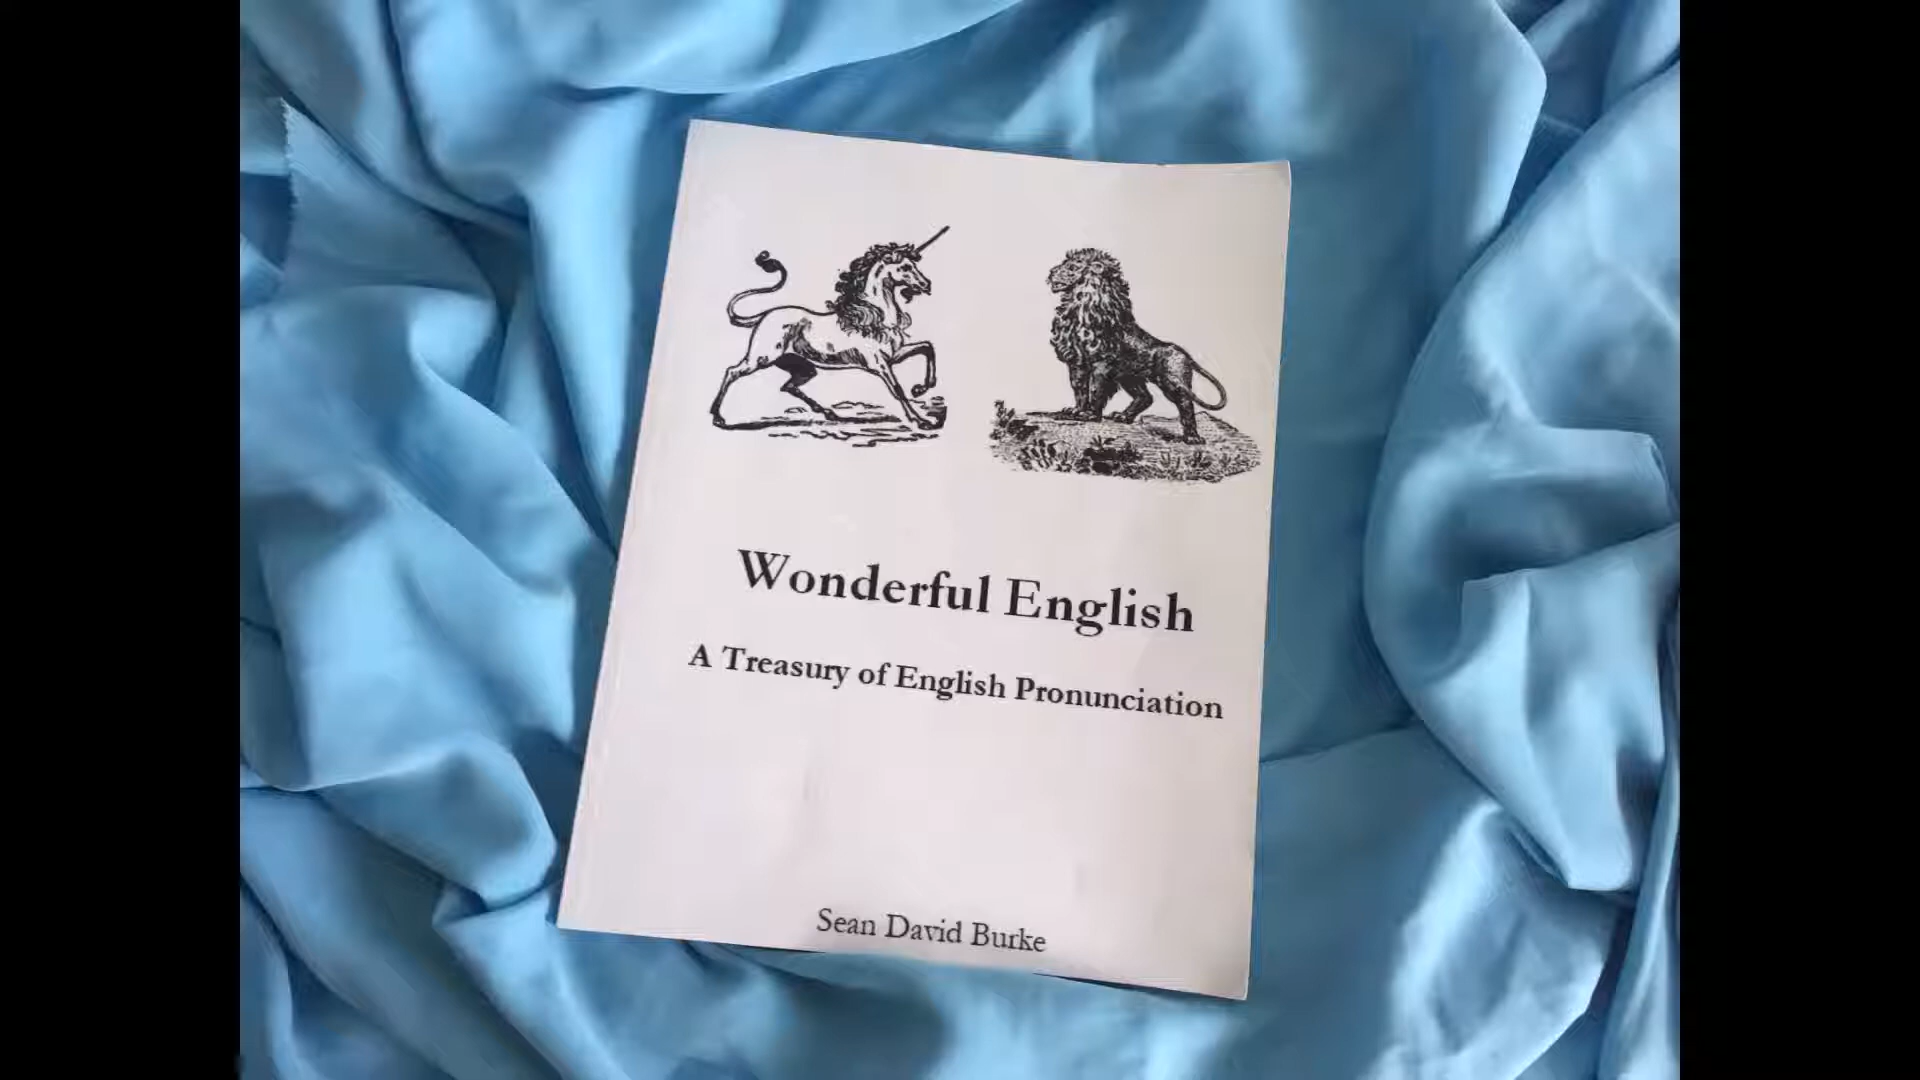 Wonderful English
A Treasury of English Pronunciation
Sean David Burke